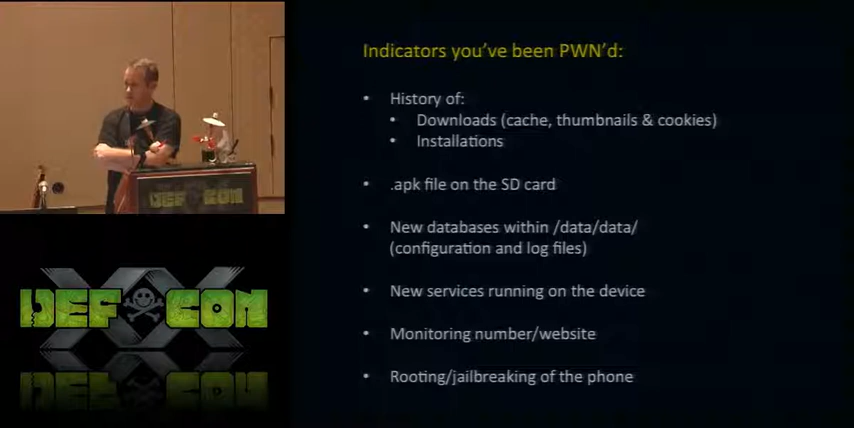 Indicators you've been PWN'd:
• History of:
• Downloads (cache, thumbnails & cookies)
• Installations
• .apk file on the SD card
• New databases within /data/data/
(configuration and log files)
• New services running on the device
• Monitoring number/website
• Rooting/jailbreaking of the phone
DEF CON
XX
DEF CON